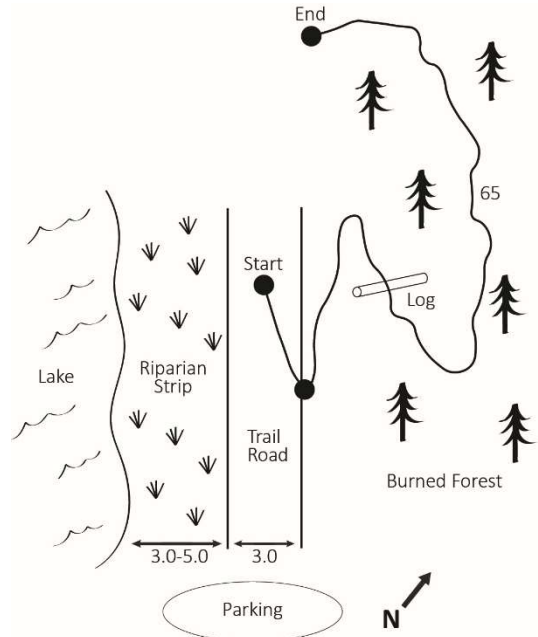 End
65
Start
Log
Lake
Riparian
Strip
Trail
Road
Burned Forest
3.0-5.0
3.0
Parking
N